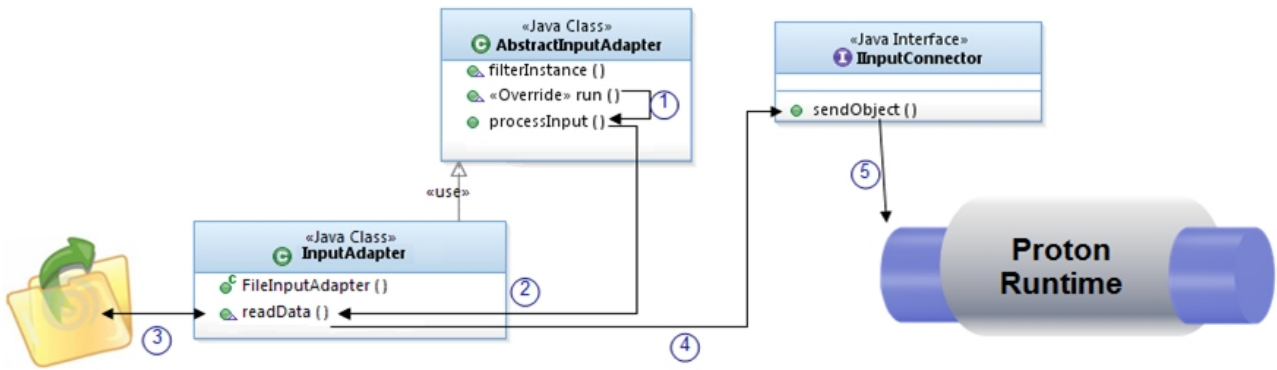 «Java Class»
C AbstractInputAdapter
filterInstance ()
«Override» run ()
processInput ()
1
«Java Interface»
I IInputConnector
sendObject ()
5
«use»
«Java Class»
C InputAdapter
C FileInputAdapter ()
readData ()
2
3
4
Proton
Runtime